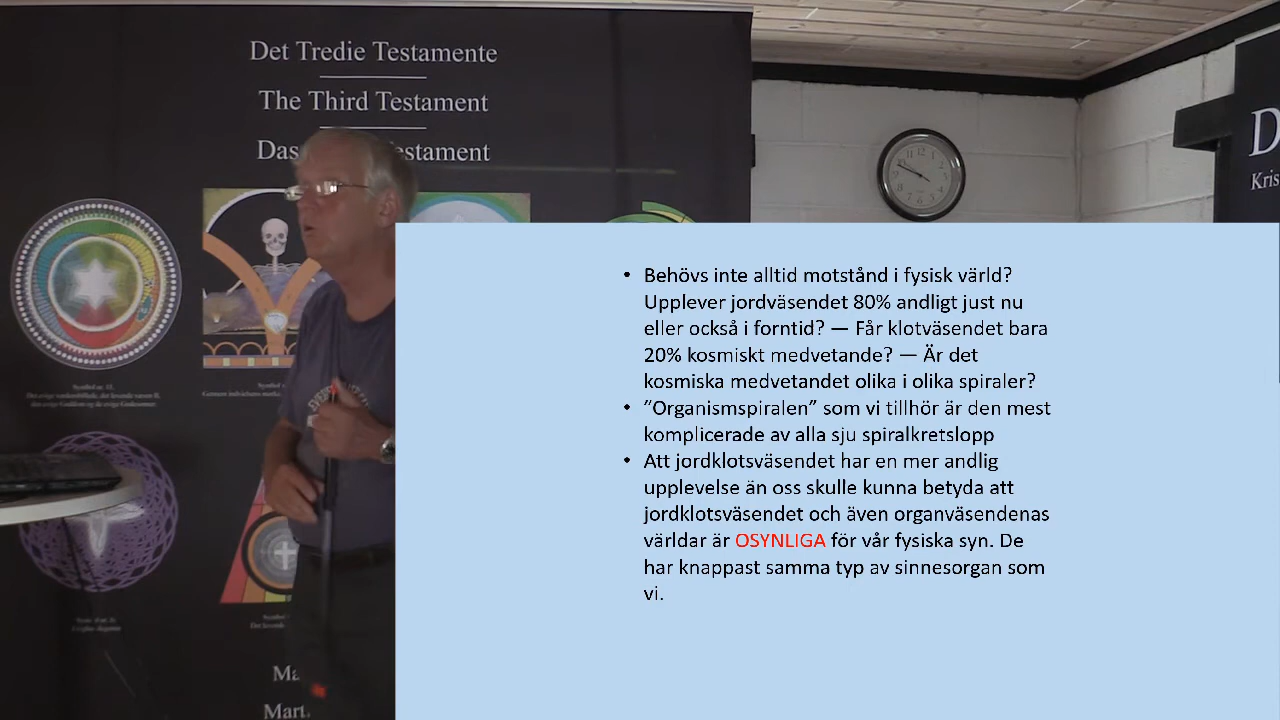 Det Tredie Testamente
The Third Testament
Das estament
D
Kris
• Behövs inte alltid motstånd i fysisk värld?
Upplever jordväsendet 80% andligt just nu
eller också i forntid? — Får klotväsendet bara
20% kosmiskt medvetande? — Är det
kosmiska medvetandet olika i olika spiraler?
• ”Organismspiralen” som vi tillhör är den mest
komplicerade av alla sju spiralkretslopp
• Att jordklotsväsendet har en mer andlig
upplevelse än oss skulle kunna betyda att
jordklotsväsendet och även organväsendenas
världar är OSYNLIGA för vår fysiska syn. De
har knappast samma typ av sinnesorgan som
vi.
Ma
Mart